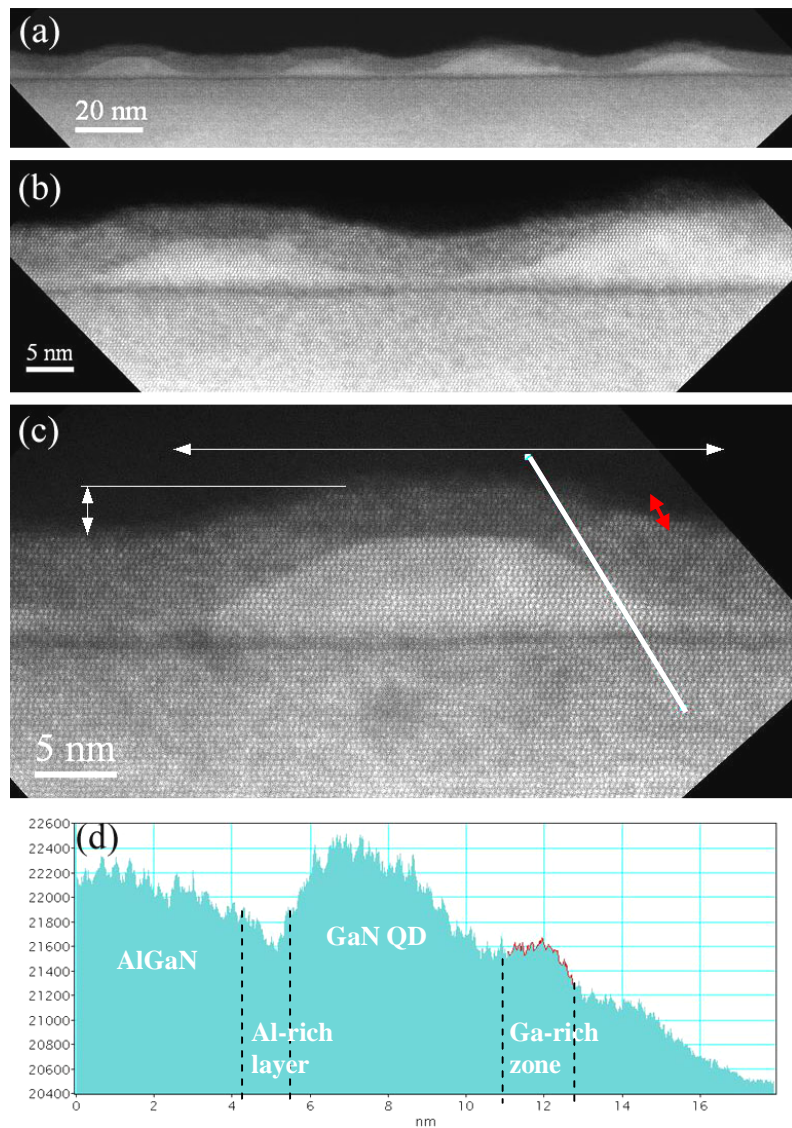 (a)
20 nm
(b)
5 nm
(c)
5 nm
(d)
22600
22400
22200
22000
21800
21600
21400
21200
21000
20800
20600
20400
AlGaN
GaN QD
Al-rich
layer
Ga-rich
zone
0 2 4 6 8 10 12 14 16
nm